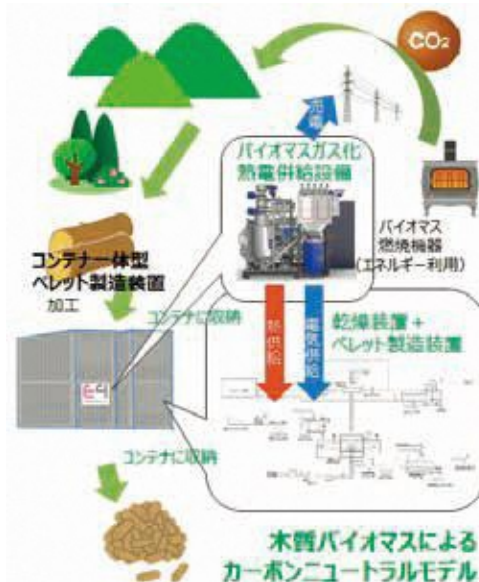 CO2
売電
バイオマスガス化
熱電供給設備
バイオマス
燃焼機器
(エネルギー利用)
コンテナ一体型
ペレット製造装置
加工
コンテナに収納
熱供給
電気供給
乾燥装置+
ペレット製造装置
コンテナに収納
木質バイオマスによる
カーボンニュートラルモデル